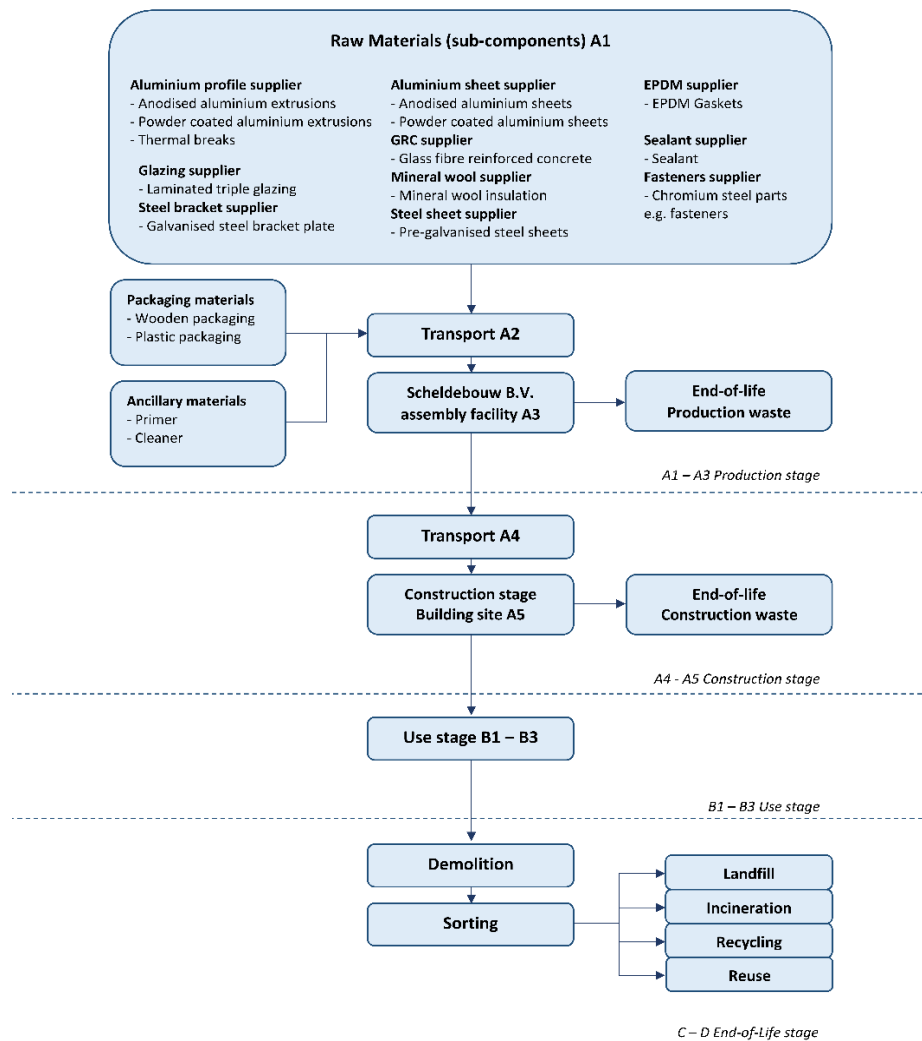 Raw Materials (sub-components) A1
Aluminium profile supplier
- Anodised aluminium extrusions
- Powder coated aluminium extrusions
- Thermal breaks
Glazing supplier
- Laminated triple glazing
Steel bracket supplier
- Galvanised steel bracket plate
Aluminium sheet supplier
- Anodised aluminium sheets
- Powder coated aluminium sheets
GRC supplier
- Glass fibre reinforced concrete
Mineral wool supplier
- Mineral wool insulation
Steel sheet supplier
- Pre-galvanised steel sheets
EPDM supplier
- EPDM Gaskets
Sealant supplier
- Sealant
Fasteners supplier
- Chromium steel parts
e.g. fasteners
Packaging materials
- Wooden packaging
- Plastic packaging
Transport A2
Ancillary materials
- Primer
- Cleaner
Scheldebouw B.V.
assembly facility A3
End-of-life
Production waste
A1 – A3 Production stage
Transport A4
Construction stage
Building site A5
End-of-life
Construction waste
A4 - A5 Construction stage
Use stage B1 – B3
B1 – B3 Use stage
Demolition
Sorting
Landfill
Incineration
Recycling
Reuse
C – D End-of-Life stage